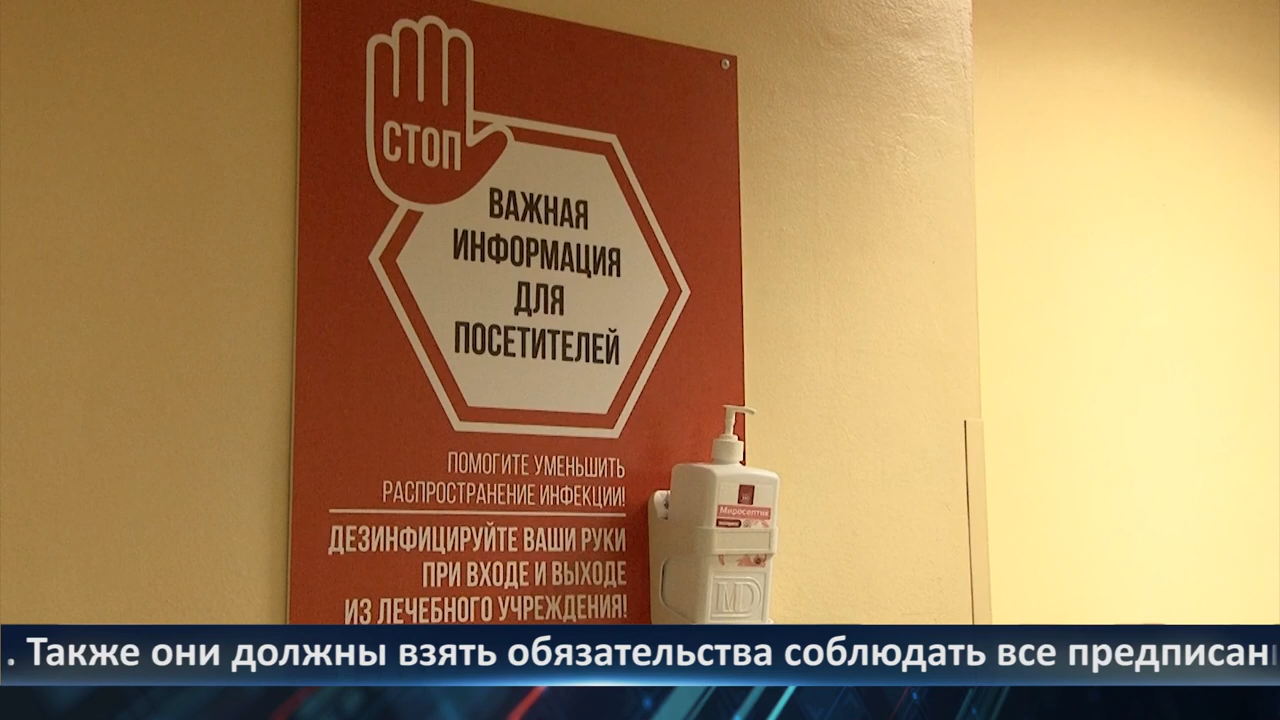 СТОП
ВАЖНАЯ
ИНФОРМАЦИЯ
ДЛЯ
ПОСЕТИТЕЛЕЙ
ПОМОГИТЕ УМЕНЬШИТЬ
РАСПРОСТРАНЕНИЕ ИНФЕКЦИИ!
ДЕЗИНФИЦИРУЙТЕ ВАШИ РУКИ
ПРИ ВХОДЕ И ВЫХОДЕ
ИЗ ЛЕЧЕБНОГО УЧРЕЖДЕНИЯ!
Миросептик
MD
. Также они должны взять обязательства соблюдать все предписан